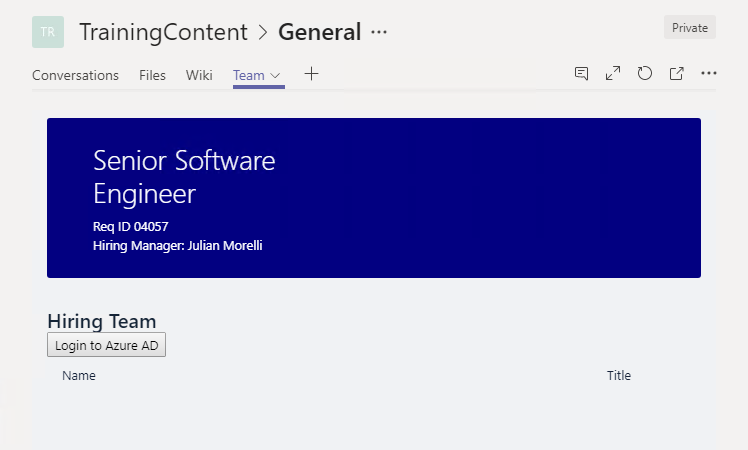 TR TrainingContent > General ···
Private
Conversations Files Wiki Team
Senior Software
Engineer
Req ID 04057
Hiring Manager: Julian Morelli
Hiring Team
Login to Azure AD
Name Title